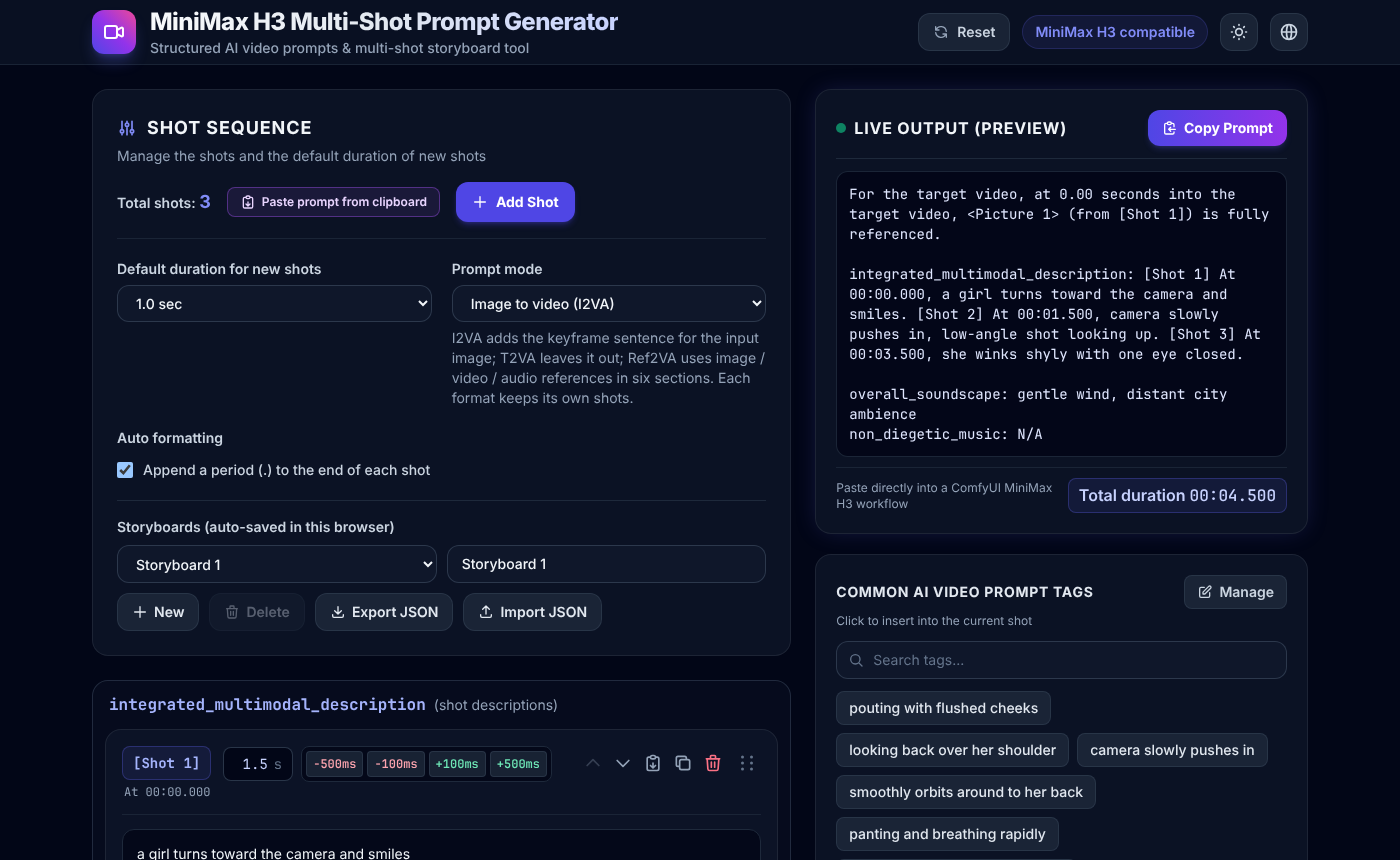 MiniMax H3 Multi-Shot Prompt Generator
Structured AI video prompts & multi-shot storyboard tool
Reset
MiniMax H3 compatible
SHOT SEQUENCE
Manage the shots and the default duration of new shots
Total shots: 3
Paste prompt from clipboard
Add Shot
Default duration for new shots
1.0 sec
Prompt mode
Image to video (I2VA)
I2VA adds the keyframe sentence for the input
image; T2VA leaves it out; Ref2VA uses image /
video / audio references in six sections. Each
format keeps its own shots.
Auto formatting
Append a period (.) to the end of each shot
Storyboards (auto-saved in this browser)
Storyboard 1
Storyboard 1
New
Delete
Export JSON
Import JSON
integrated_multimodal_description (shot descriptions)
[Shot 1]
1.5 s
-500ms
-100ms
+100ms
+500ms
At 00:00.000
a girl turns toward the camera and smiles
LIVE OUTPUT (PREVIEW)
Copy Prompt
For the target video, at 0.00 seconds into the
target video, <Picture 1> (from [Shot 1]) is fully
referenced.
integrated_multimodal_description: [Shot 1] At
00:00.000, a girl turns toward the camera and
smiles. [Shot 2] At 00:01.500, camera slowly
pushes in, low-angle shot looking up. [Shot 3] At
00:03.500, she winks shyly with one eye closed.
overall_soundscape: gentle wind, distant city
ambience
non_diegetic_music: N/A
Paste directly into a ComfyUI MiniMax
H3 workflow
Total duration 00:04.500
COMMON AI VIDEO PROMPT TAGS
Manage
Click to insert into the current shot
Search tags...
pouting with flushed cheeks
looking back over her shoulder
camera slowly pushes in
smoothly orbits around to her back
panting and breathing rapidly